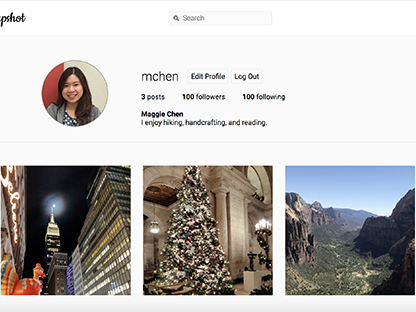 pshot
Search
mchen Edit Profile Log Out
3 posts 100 followers 100 following
Maggie Chen
I enjoy hiking, handcrafting, and reading.